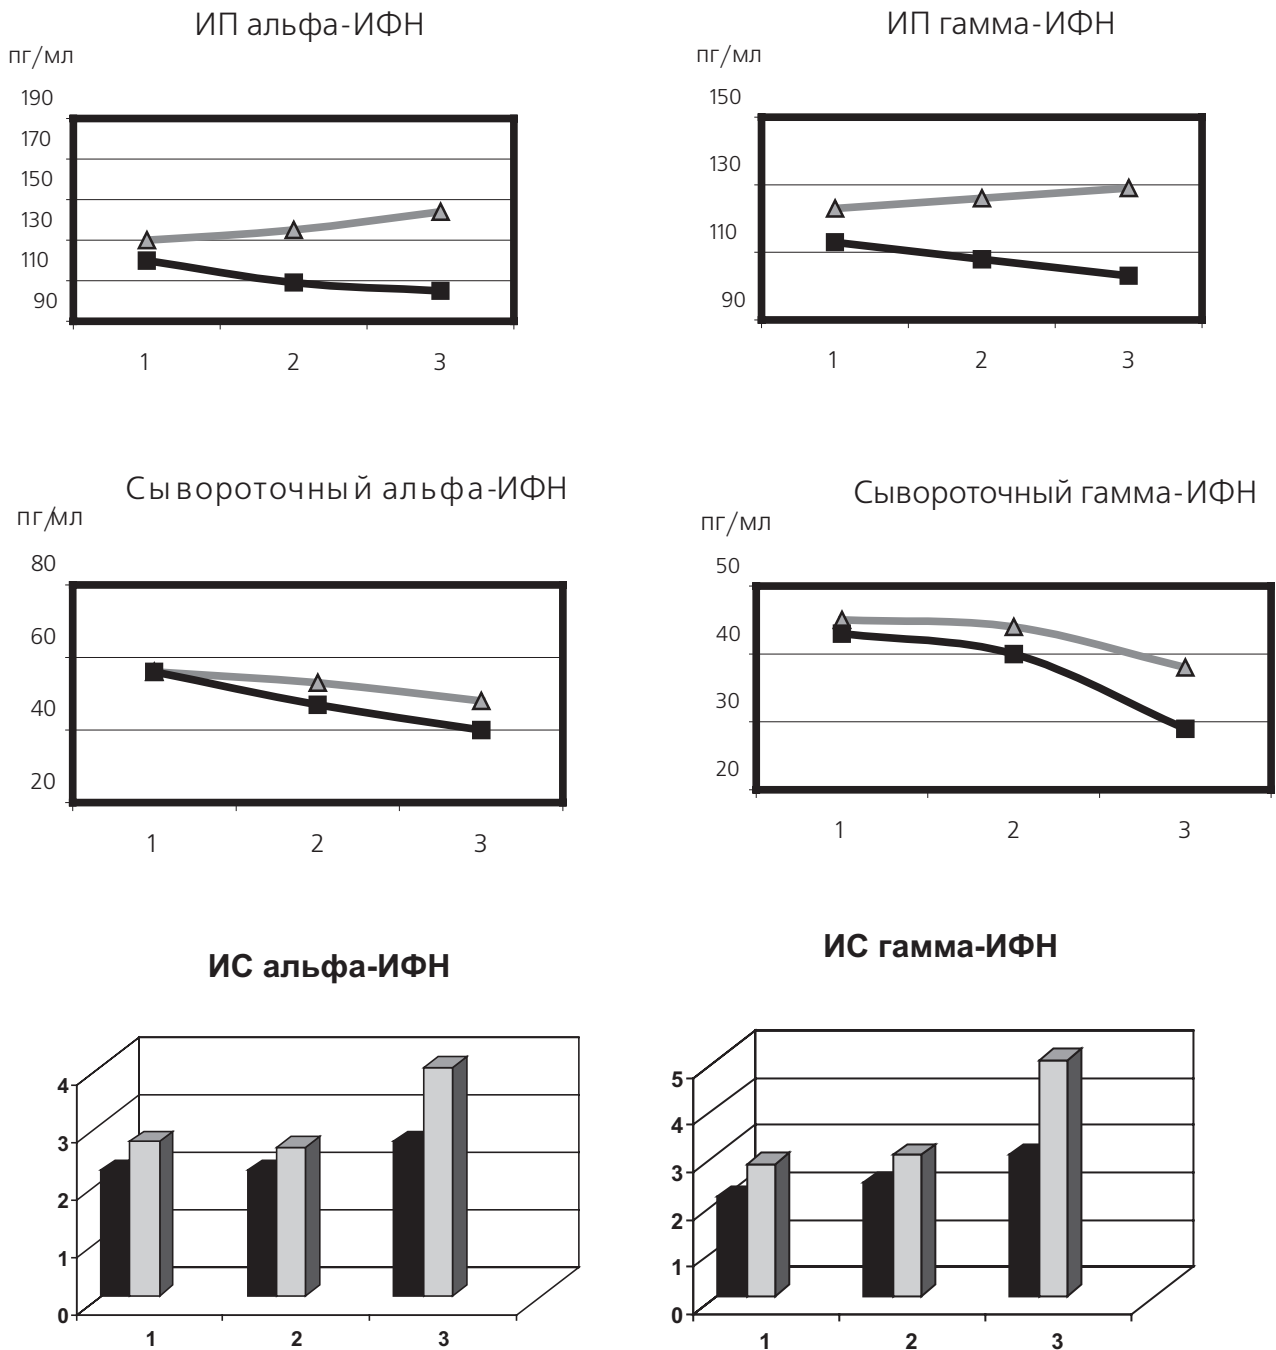 ИП альфа-ИФН
пг/мл
190
170
150
130
110
90
1 2 3
ИП гамма-ИФН
пг/мл
150
130
110
90
1 2 3
Сывороточный альфа-ИФН
пг/мл
80
60
40
20
1 2 3
Сывороточный гамма-ИФН
пг/мл
50
40
30
20
1 2 3
ИС альфа-ИФН
4
3
2
1
0
1 2 3
ИС гамма-ИФН
5
4
3
2
1
0
1 2 3